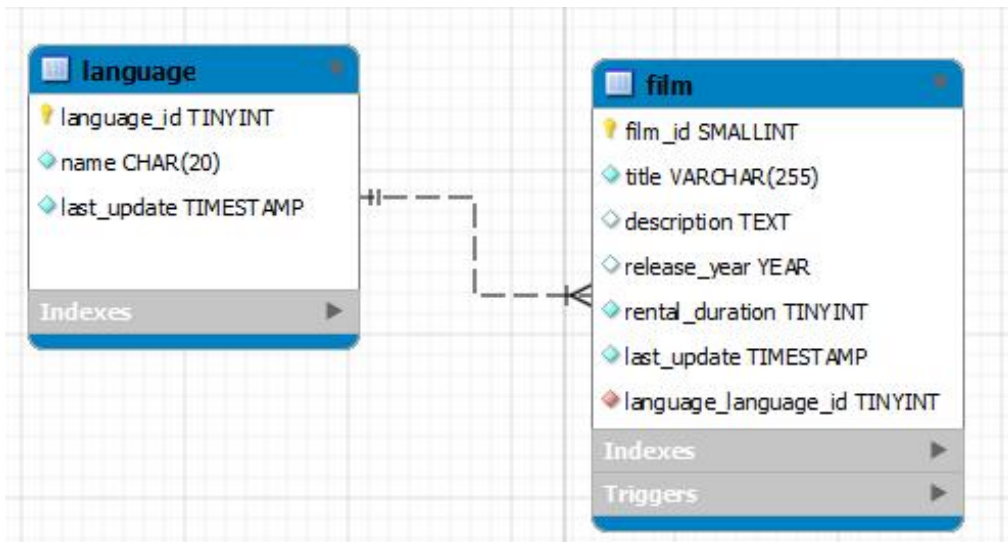 language
language_id TINYINT
name CHAR(20)
last_update TIMESTAMP
Indexes
film
film_id SMALLINT
title VARCHAR(255)
description TEXT
release_year YEAR
rental_duration TINYINT
last_update TIMESTAMP
language_language_id TINYINT
Indexes
Triggers